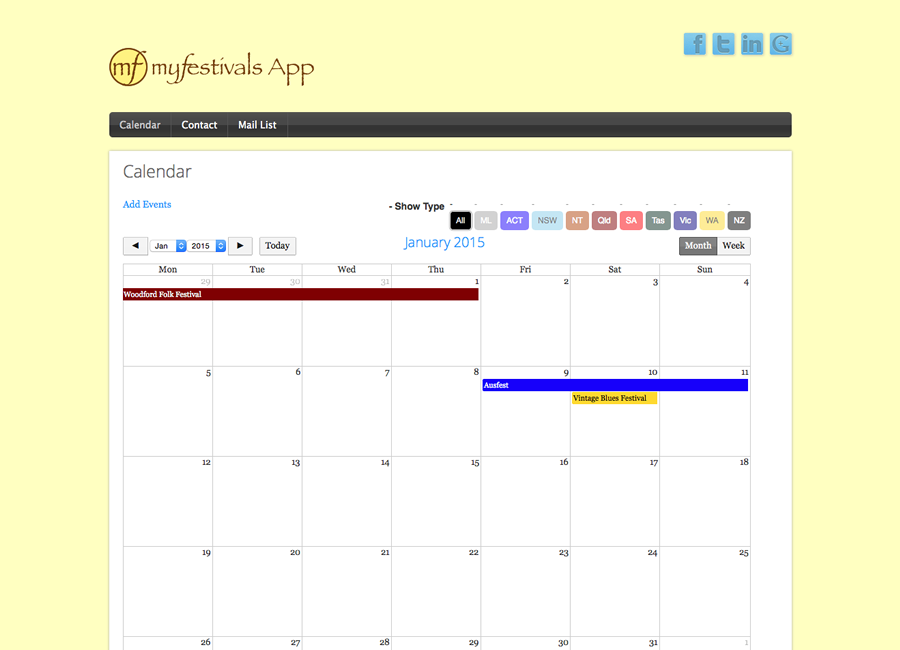 mf myfestivals App
f t in G
Calendar Contact Mail List
Calendar
Add Events
- Show Type -
All ML ACT NSW NT Qld SA Tas Vic WA NZ
◄ Jan 2015 ► Today
January 2015
Month Week
Mon Tue Wed Thu Fri Sat Sun
29 30 31 1 2 3 4
Woodford Folk Festival
5 6 7 8 9 10 11
Ausfest
Vintage Blues Festival
12 13 14 15 16 17 18
19 20 21 22 23 24 25
26 27 28 29 30 31 1